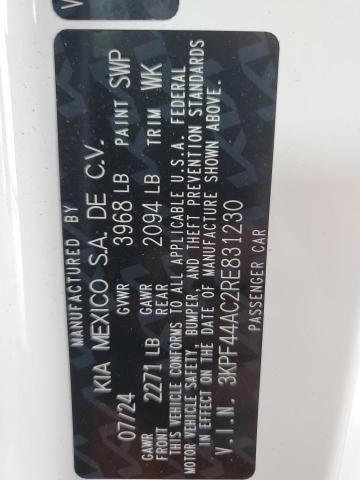 MANUFACTURED BY
KIA MEXICO S.A. DE C.V.
07/24 GVWR 3968 LB PAINT SWP
GAWR FRONT 2271 LB GAWR REAR 2094 LB TRIM WK
THIS VEHICLE CONFORMS TO ALL APPLICABLE U.S.A. FEDERAL
MOTOR VEHICLE SAFETY, BUMPER, AND THEFT PREVENTION STANDARDS
IN EFFECT ON THE DATE OF MANUFACTURE SHOWN ABOVE.
V.I.N. 3KPF44AC2RE831230
PASSENGER CAR